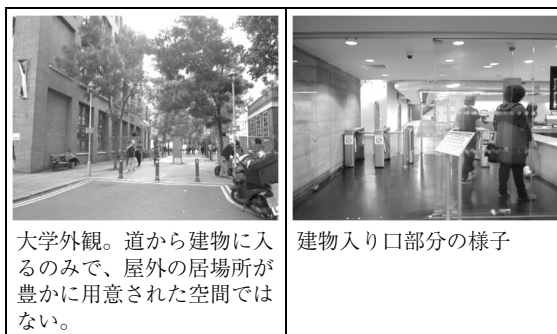 大学外観。道から建物に入
るのみで、屋外の居場所が
豊かに用意された空間では
ない。
建物入り口部分の様子